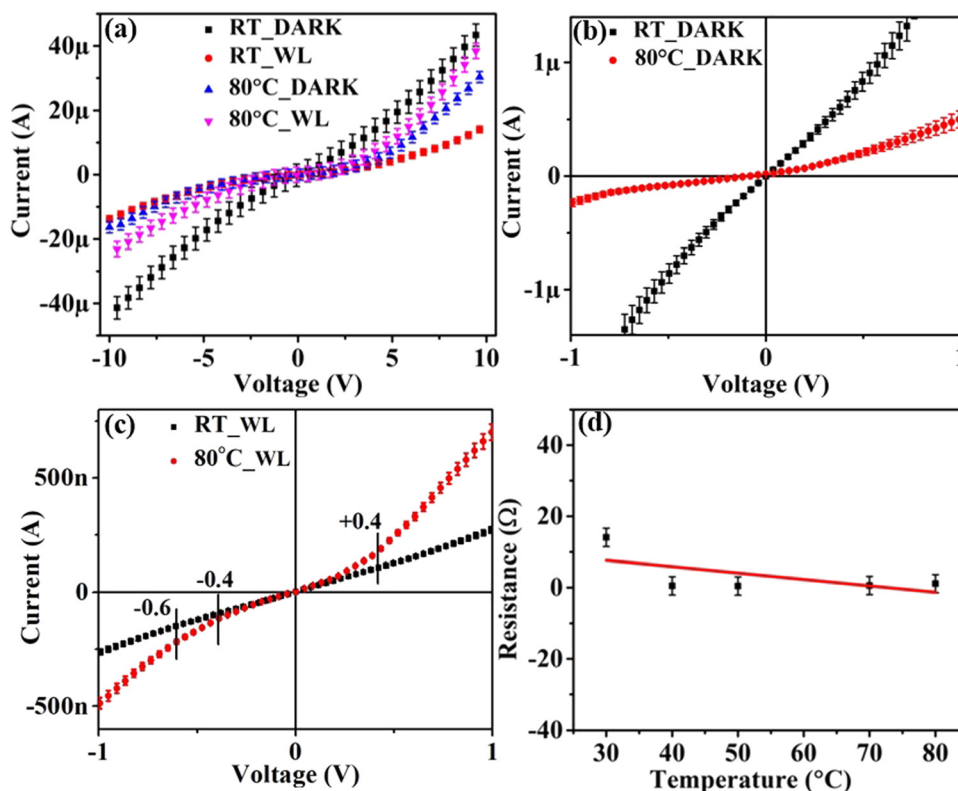 (a)
RT_DARK
RT_WL
80°C_DARK
80°C_WL
40µ
20µ
0
-20µ
-40µ
Current (A)
-10 -5 0 5 10
Voltage (V)
(b)
RT_DARK
80°C_DARK
1µ
0
-1µ
Current (A)
-1 0 1
Voltage (V)
(c)
RT_WL
80°C_WL
500n
0
-500n
Current (A)
+0.4
-0.4
-0.6
-1 0 1
Voltage (V)
(d)
40
20
0
-20
-40
Resistance (Ω)
30 40 50 60 70 80
Temperature (°C)